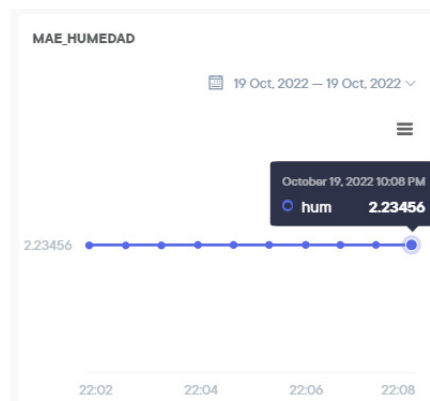 MAE_HUMEDAD
19 Oct, 2022 — 19 Oct, 2022
October 19, 2022 10:08 PM
hum 2.23456
2.23456
22:02 22:04 22:06 22:08